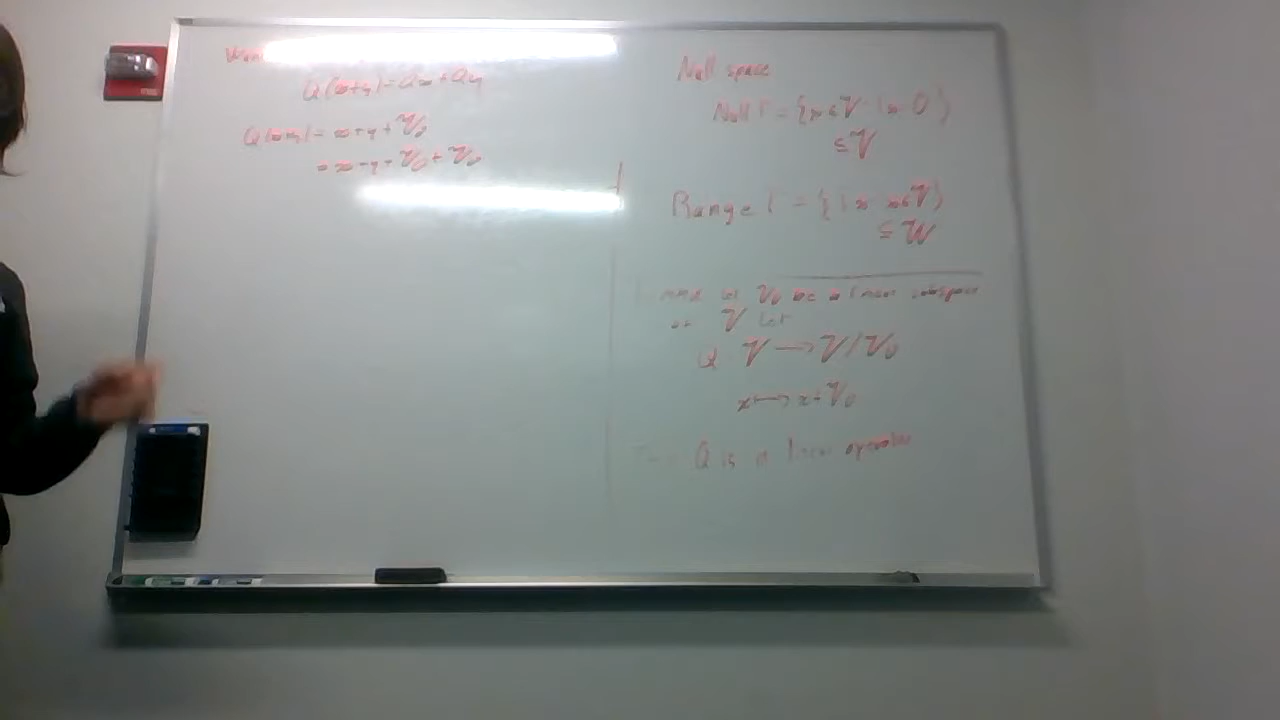 Q(x+y) = Qx + Qy
Q(x+y) = x + y + V₀
= x + y + V₀ + V₀
Null space
Null T = {x ∈ V : Tx = 0}
⊆ V
Range T = {Tx : x ∈ V}
⊆ W
Let V₀ be a linear subspace
of V. Let
Q : V → V/V₀
x ↦ x + V₀
Q is a linear operator